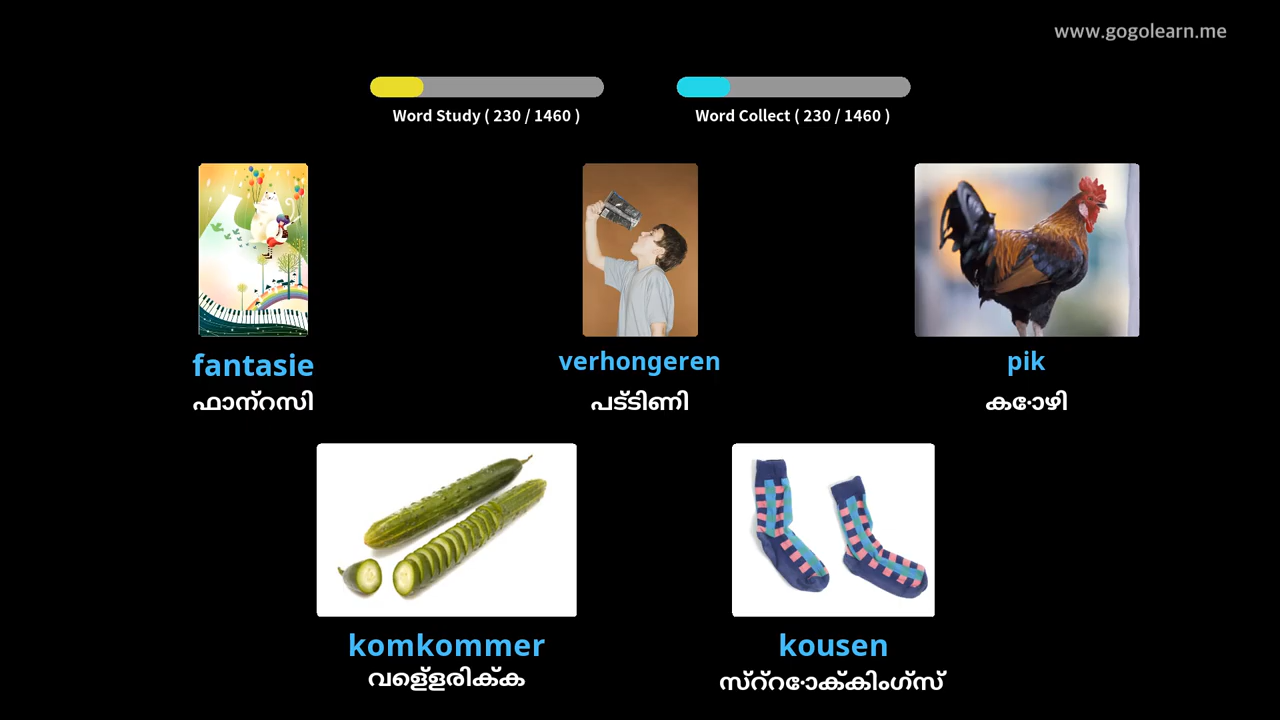 www.gogolearn.me
Word Study ( 230 / 1460 )
Word Collect ( 230 / 1460 )
fantasie
ഫാന്റസി
verhongeren
പട്ടിണി
pik
കോഴി
komkommer
വെള്ളരിക്ക
kousen
സ്റ്റോക്കിംഗ്സ്